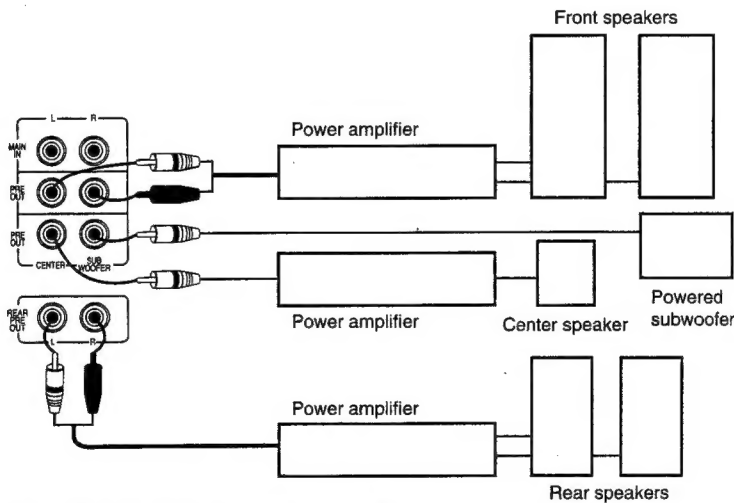 Front speakers
L R
MAIN IN
Power amplifier
PRE OUT
PRE OUT
CENTER
SUB WOOFER
Power amplifier
Center speaker
Powered
subwoofer
REAR PRE OUT
L R
Power amplifier
Rear speakers